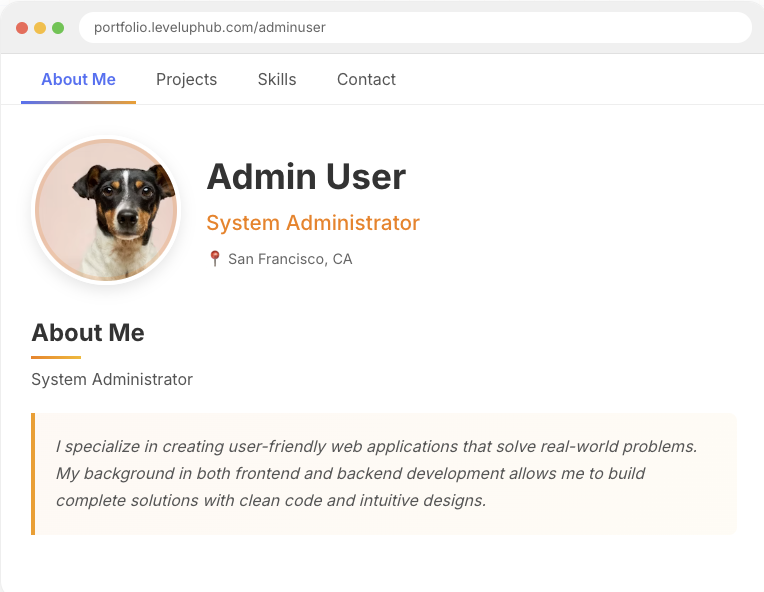 portfolio.leveluphub.com/adminuser
About Me Projects Skills Contact
Admin User
System Administrator
📍 San Francisco, CA
About Me
System Administrator
I specialize in creating user-friendly web applications that solve real-world problems.
My background in both frontend and backend development allows me to build
complete solutions with clean code and intuitive designs.